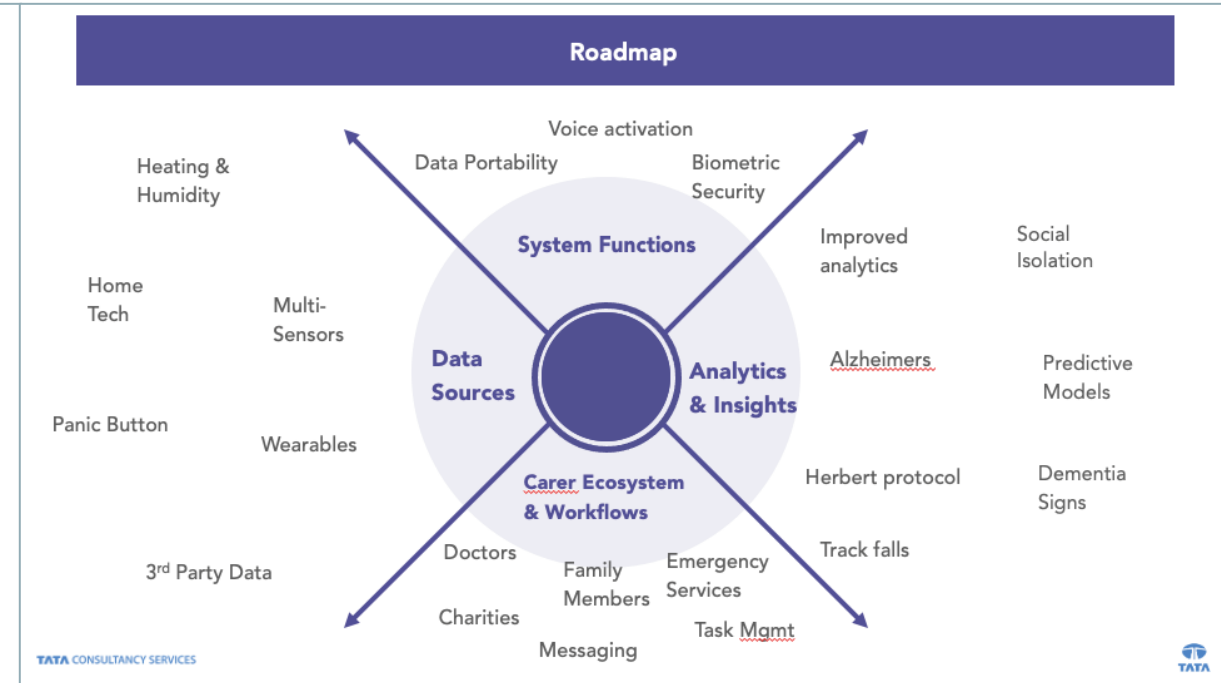 Roadmap
Voice activation
Data Portability
Biometric
Security
Heating &
Humidity
System Functions
Improved
analytics
Social
Isolation
Home
Tech
Multi-
Sensors
Data
Sources
Analytics
& Insights
Alzheimers
Predictive
Models
Panic Button
Wearables
Carer Ecosystem
& Workflows
Herbert protocol
Dementia
Signs
Doctors
Family
Members
Emergency
Services
Track falls
3rd Party Data
Charities
Messaging
Task Mgmt
TATA CONSULTANCY SERVICES
TATA